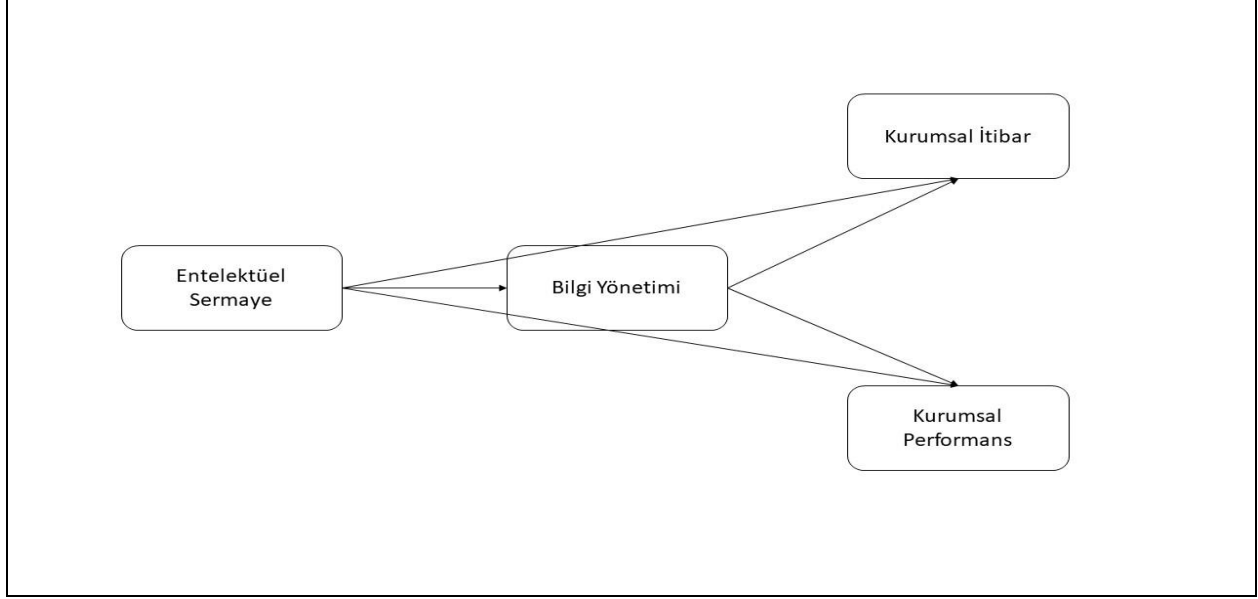 Kurumsal İtibar
Entelektüel
Sermaye
Bilgi Yönetimi
Kurumsal
Performans